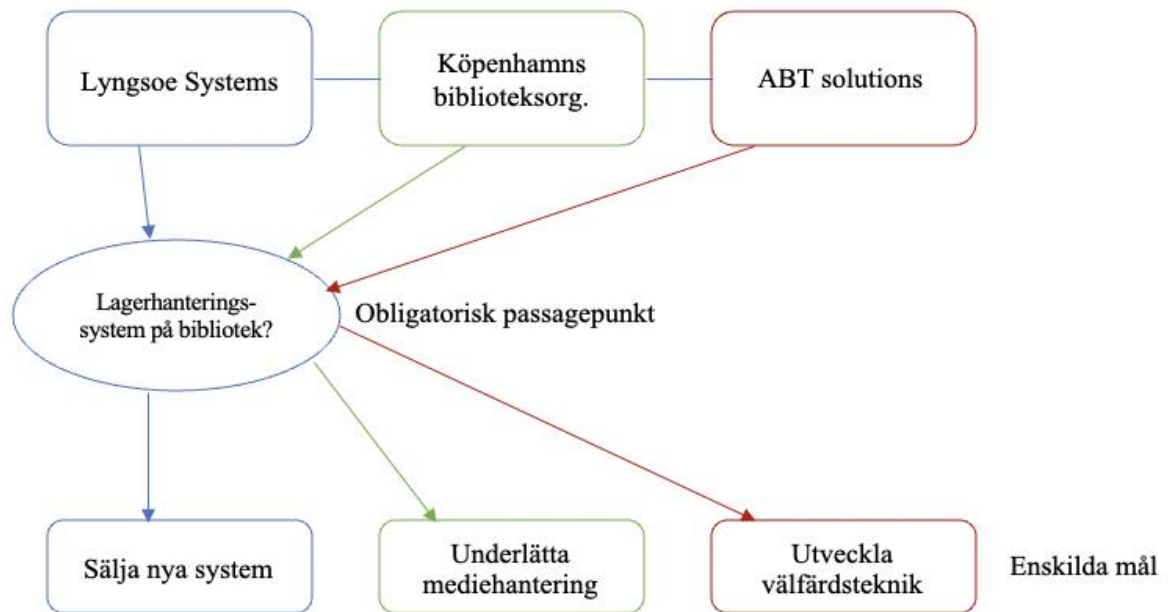 Lyngsoe Systems
Köpenhamns
biblioteksorg.
ABT solutions
Lagerhanterings-
system på bibliotek?
Obligatorisk passagepunkt
Sälja nya system
Underlätta
mediehantering
Utveckla
välfärdsteknik
Enskilda mål